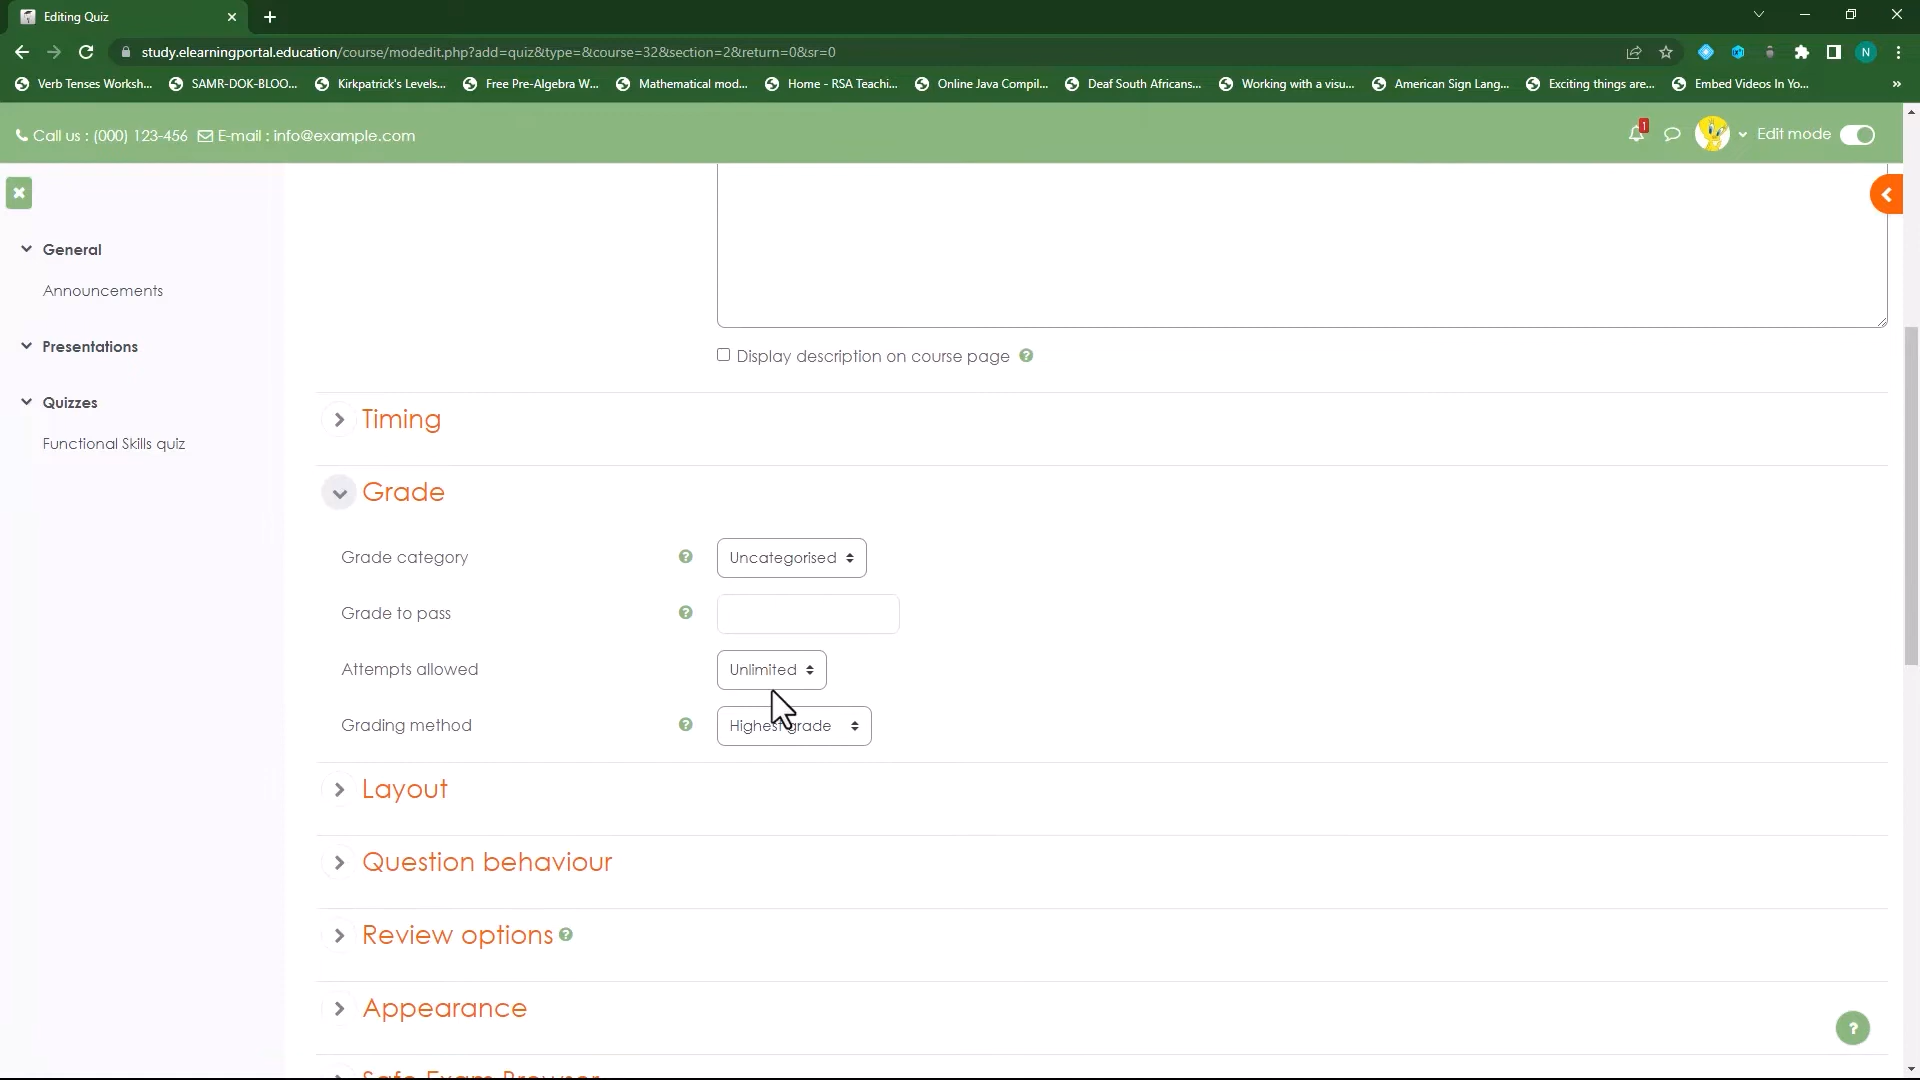 Editing Quiz
study.elearningportal.education/course/modedit.php?add=quiz&type=&course=32&section=2&return=0&sr=0
N
Verb Tenses Worksh... SAMR-DOK-BLOO... Kirkpatrick's Levels... Free Pre-Algebra W... Mathematical mod... Home - RSA Teachi... Online Java Compil... Deaf South Africans... Working with a visu... American Sign Lang... Exciting things are... Embed Videos In Yo... »
Call us : (000) 123-456 E-mail : info@example.com
1
Edit mode
General
Announcements
Presentations
Quizzes
Functional Skills quiz
Display description on course page ?
Timing
Grade
Grade category ? Uncategorised
Grade to pass ?
Attempts allowed Unlimited
Grading method ? Highest grade
Layout
Question behaviour
Review options ?
Appearance
?
Safe Exam Browser